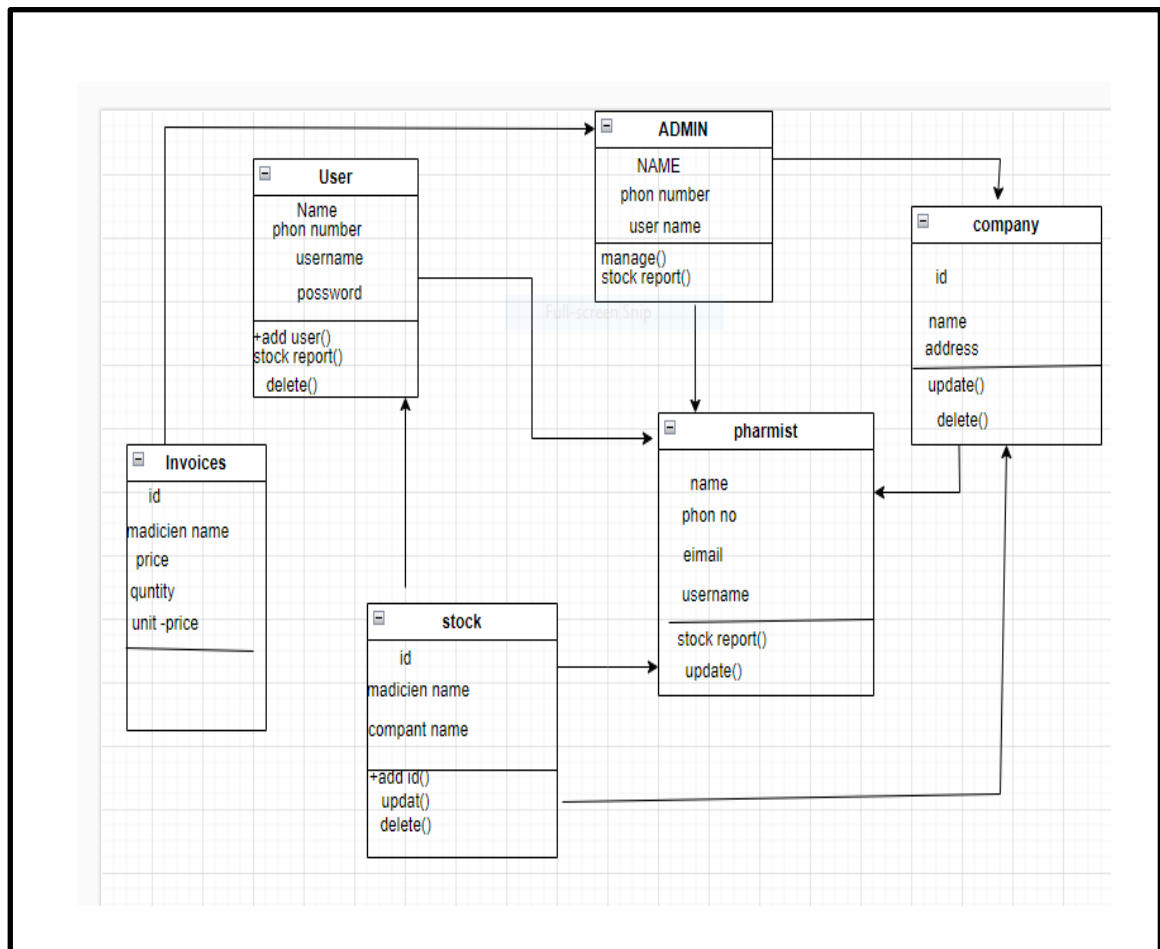 ADMIN
NAME
phon number
user name
manage()
stock report()
User
Name
phon number
username
possword
+add user()
stock report()
delete()
company
id
name
address
update()
delete()
Full-screen Snip
pharmist
name
phon no
eimail
username
stock report()
update()
Invoices
id
madicien name
price
quntity
unit -price
stock
id
madicien name
compant name
+add id()
updat()
delete()